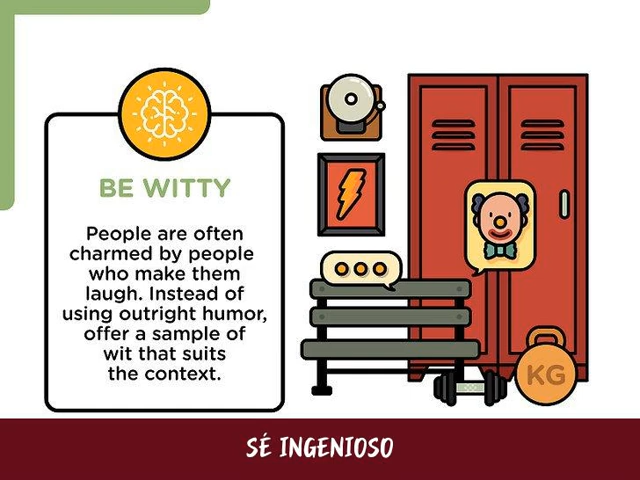 BE WITTY
People are often
charmed by people
who make them
laugh. Instead of
using outright humor,
offer a sample of
wit that suits
the context.
KG
SÉ INGENIOSO